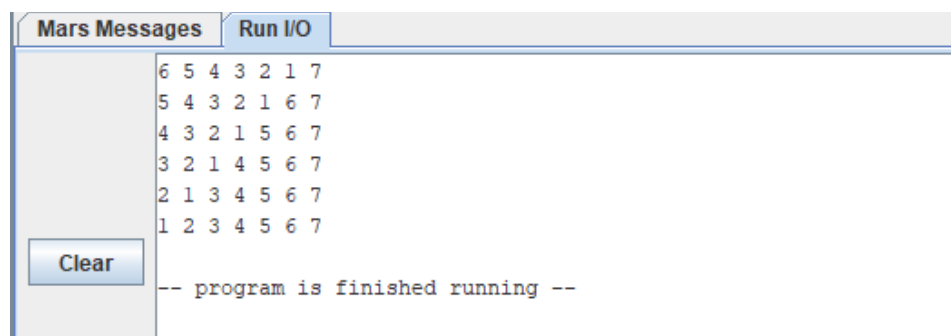 Mars Messages Run I/O
6 5 4 3 2 1 7
5 4 3 2 1 6 7
4 3 2 1 5 6 7
3 2 1 4 5 6 7
2 1 3 4 5 6 7
1 2 3 4 5 6 7
Clear
-- program is finished running --